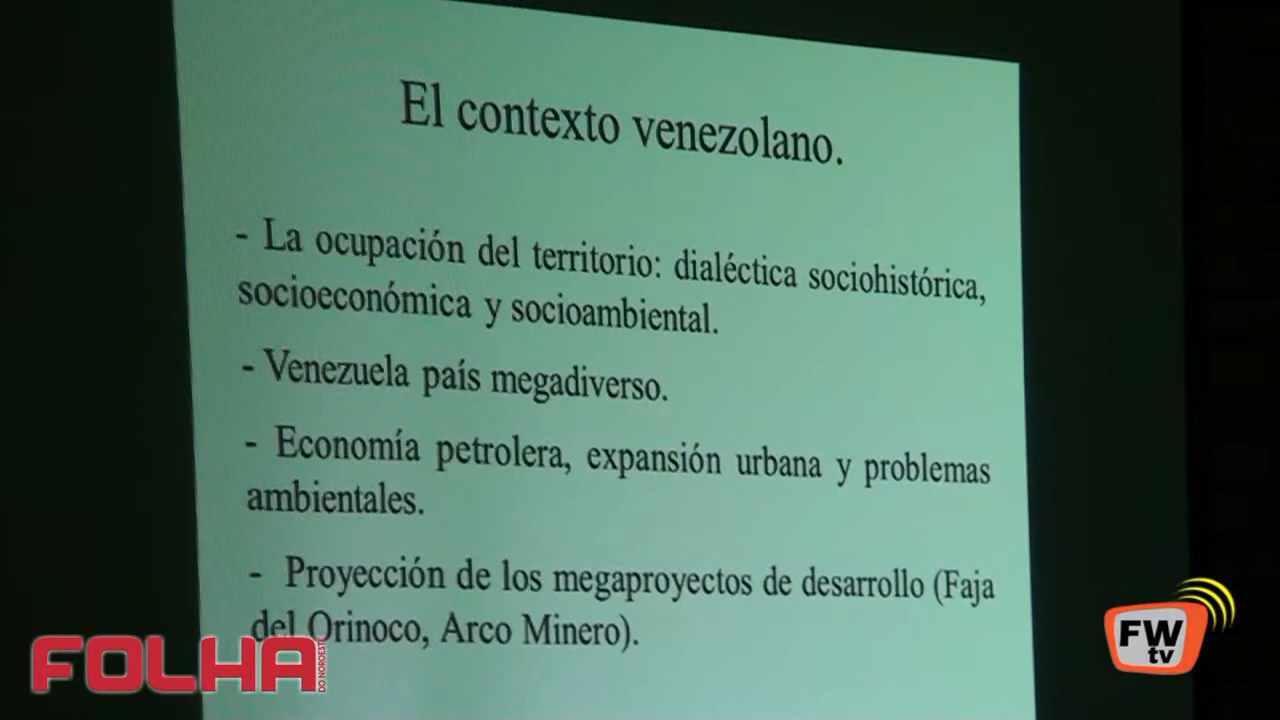 El contexto venezolano.
- La ocupación del territorio: dialéctica sociohistórica,
socioeconómica y socioambiental.
- Venezuela país megadiverso.
- Economía petrolera, expansión urbana y problemas
ambientales.
- Proyección de los megaproyectos de desarrollo (Faja
del Orinoco, Arco Minero).
FOLHA
DO NOROESTE
FW
tv